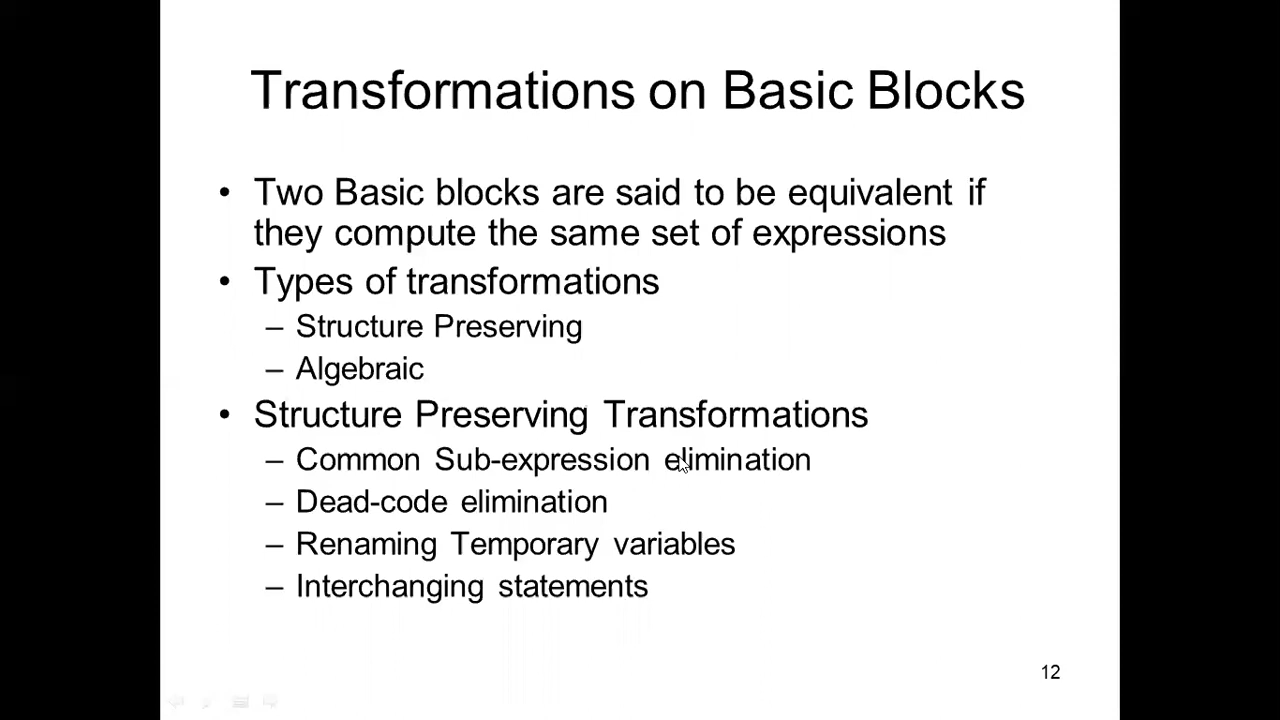 Transformations on Basic Blocks
• Two Basic blocks are said to be equivalent if
they compute the same set of expressions
• Types of transformations
– Structure Preserving
– Algebraic
• Structure Preserving Transformations
– Common Sub-expression elimination
– Dead-code elimination
– Renaming Temporary variables
– Interchanging statements
12